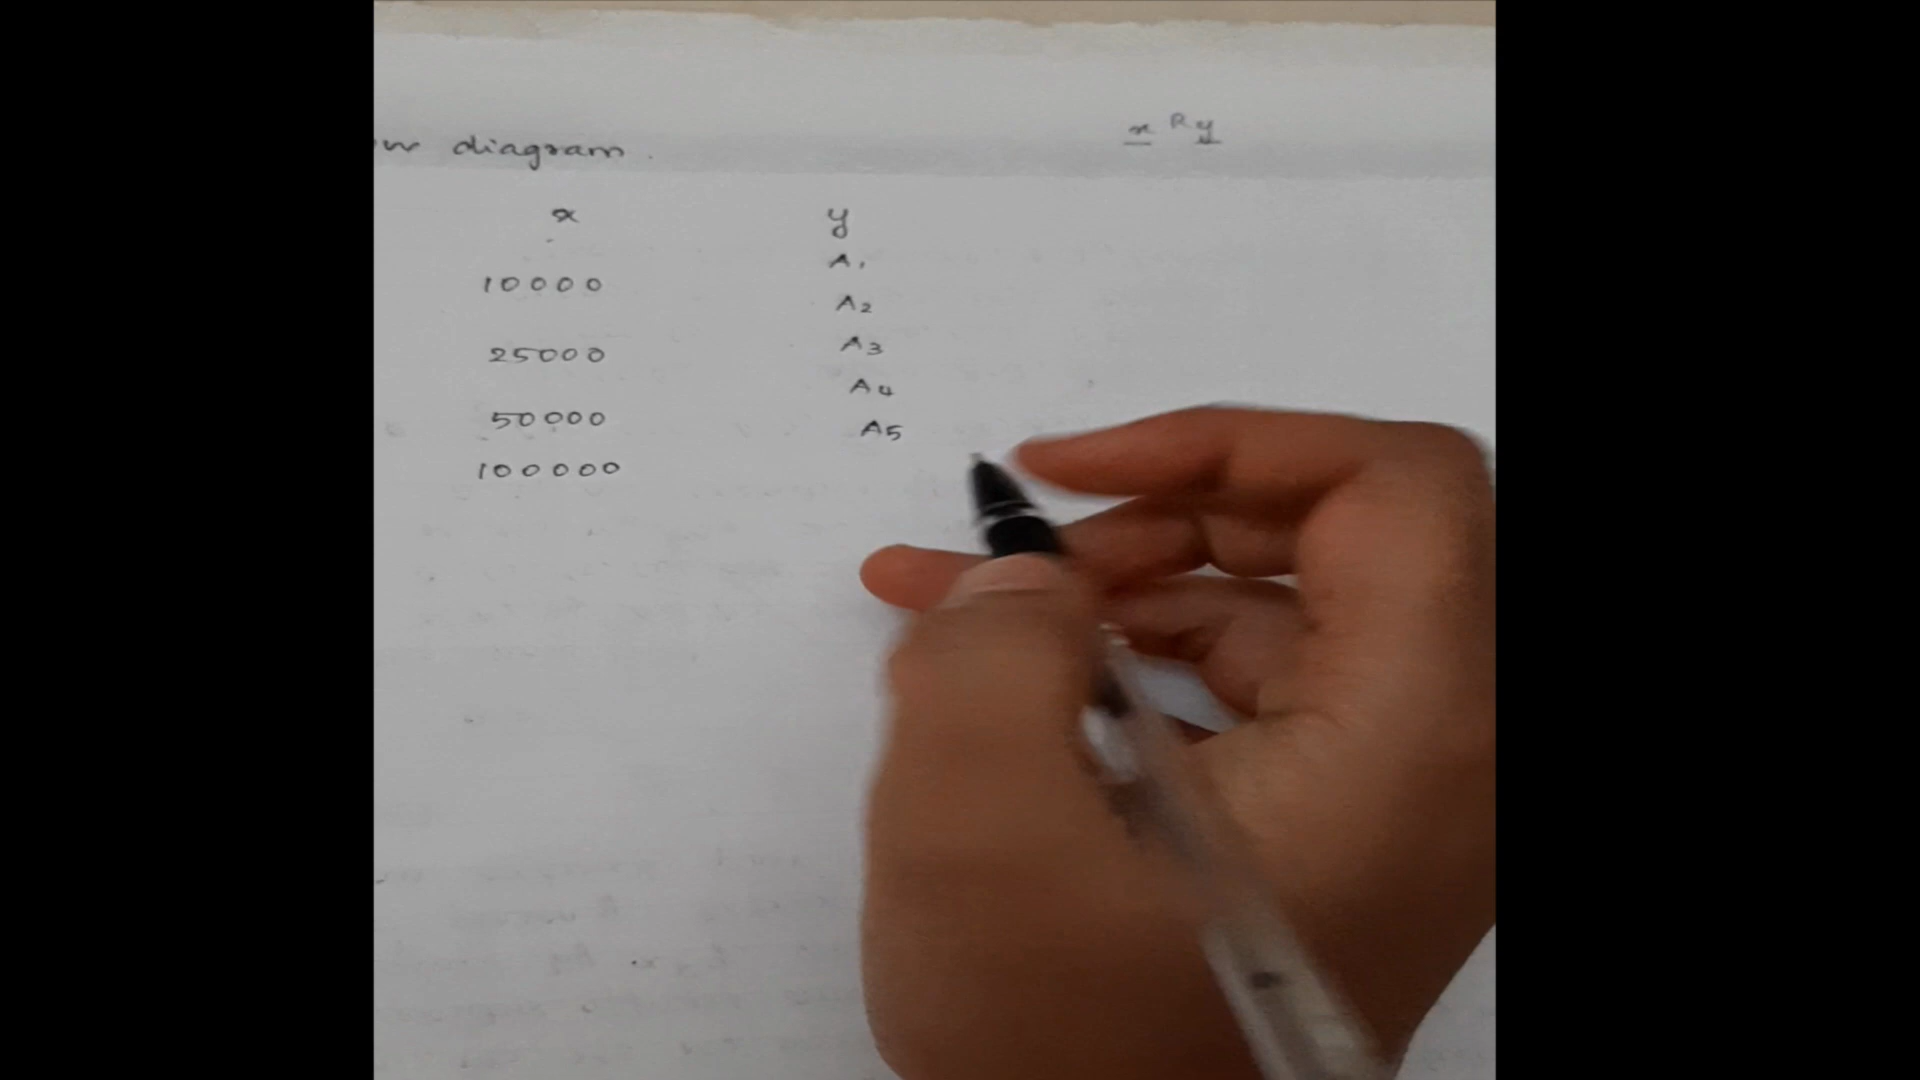 diagram.
x R y
x y
A1
10000
A2
25000
A3
A4
50000
A5
100000